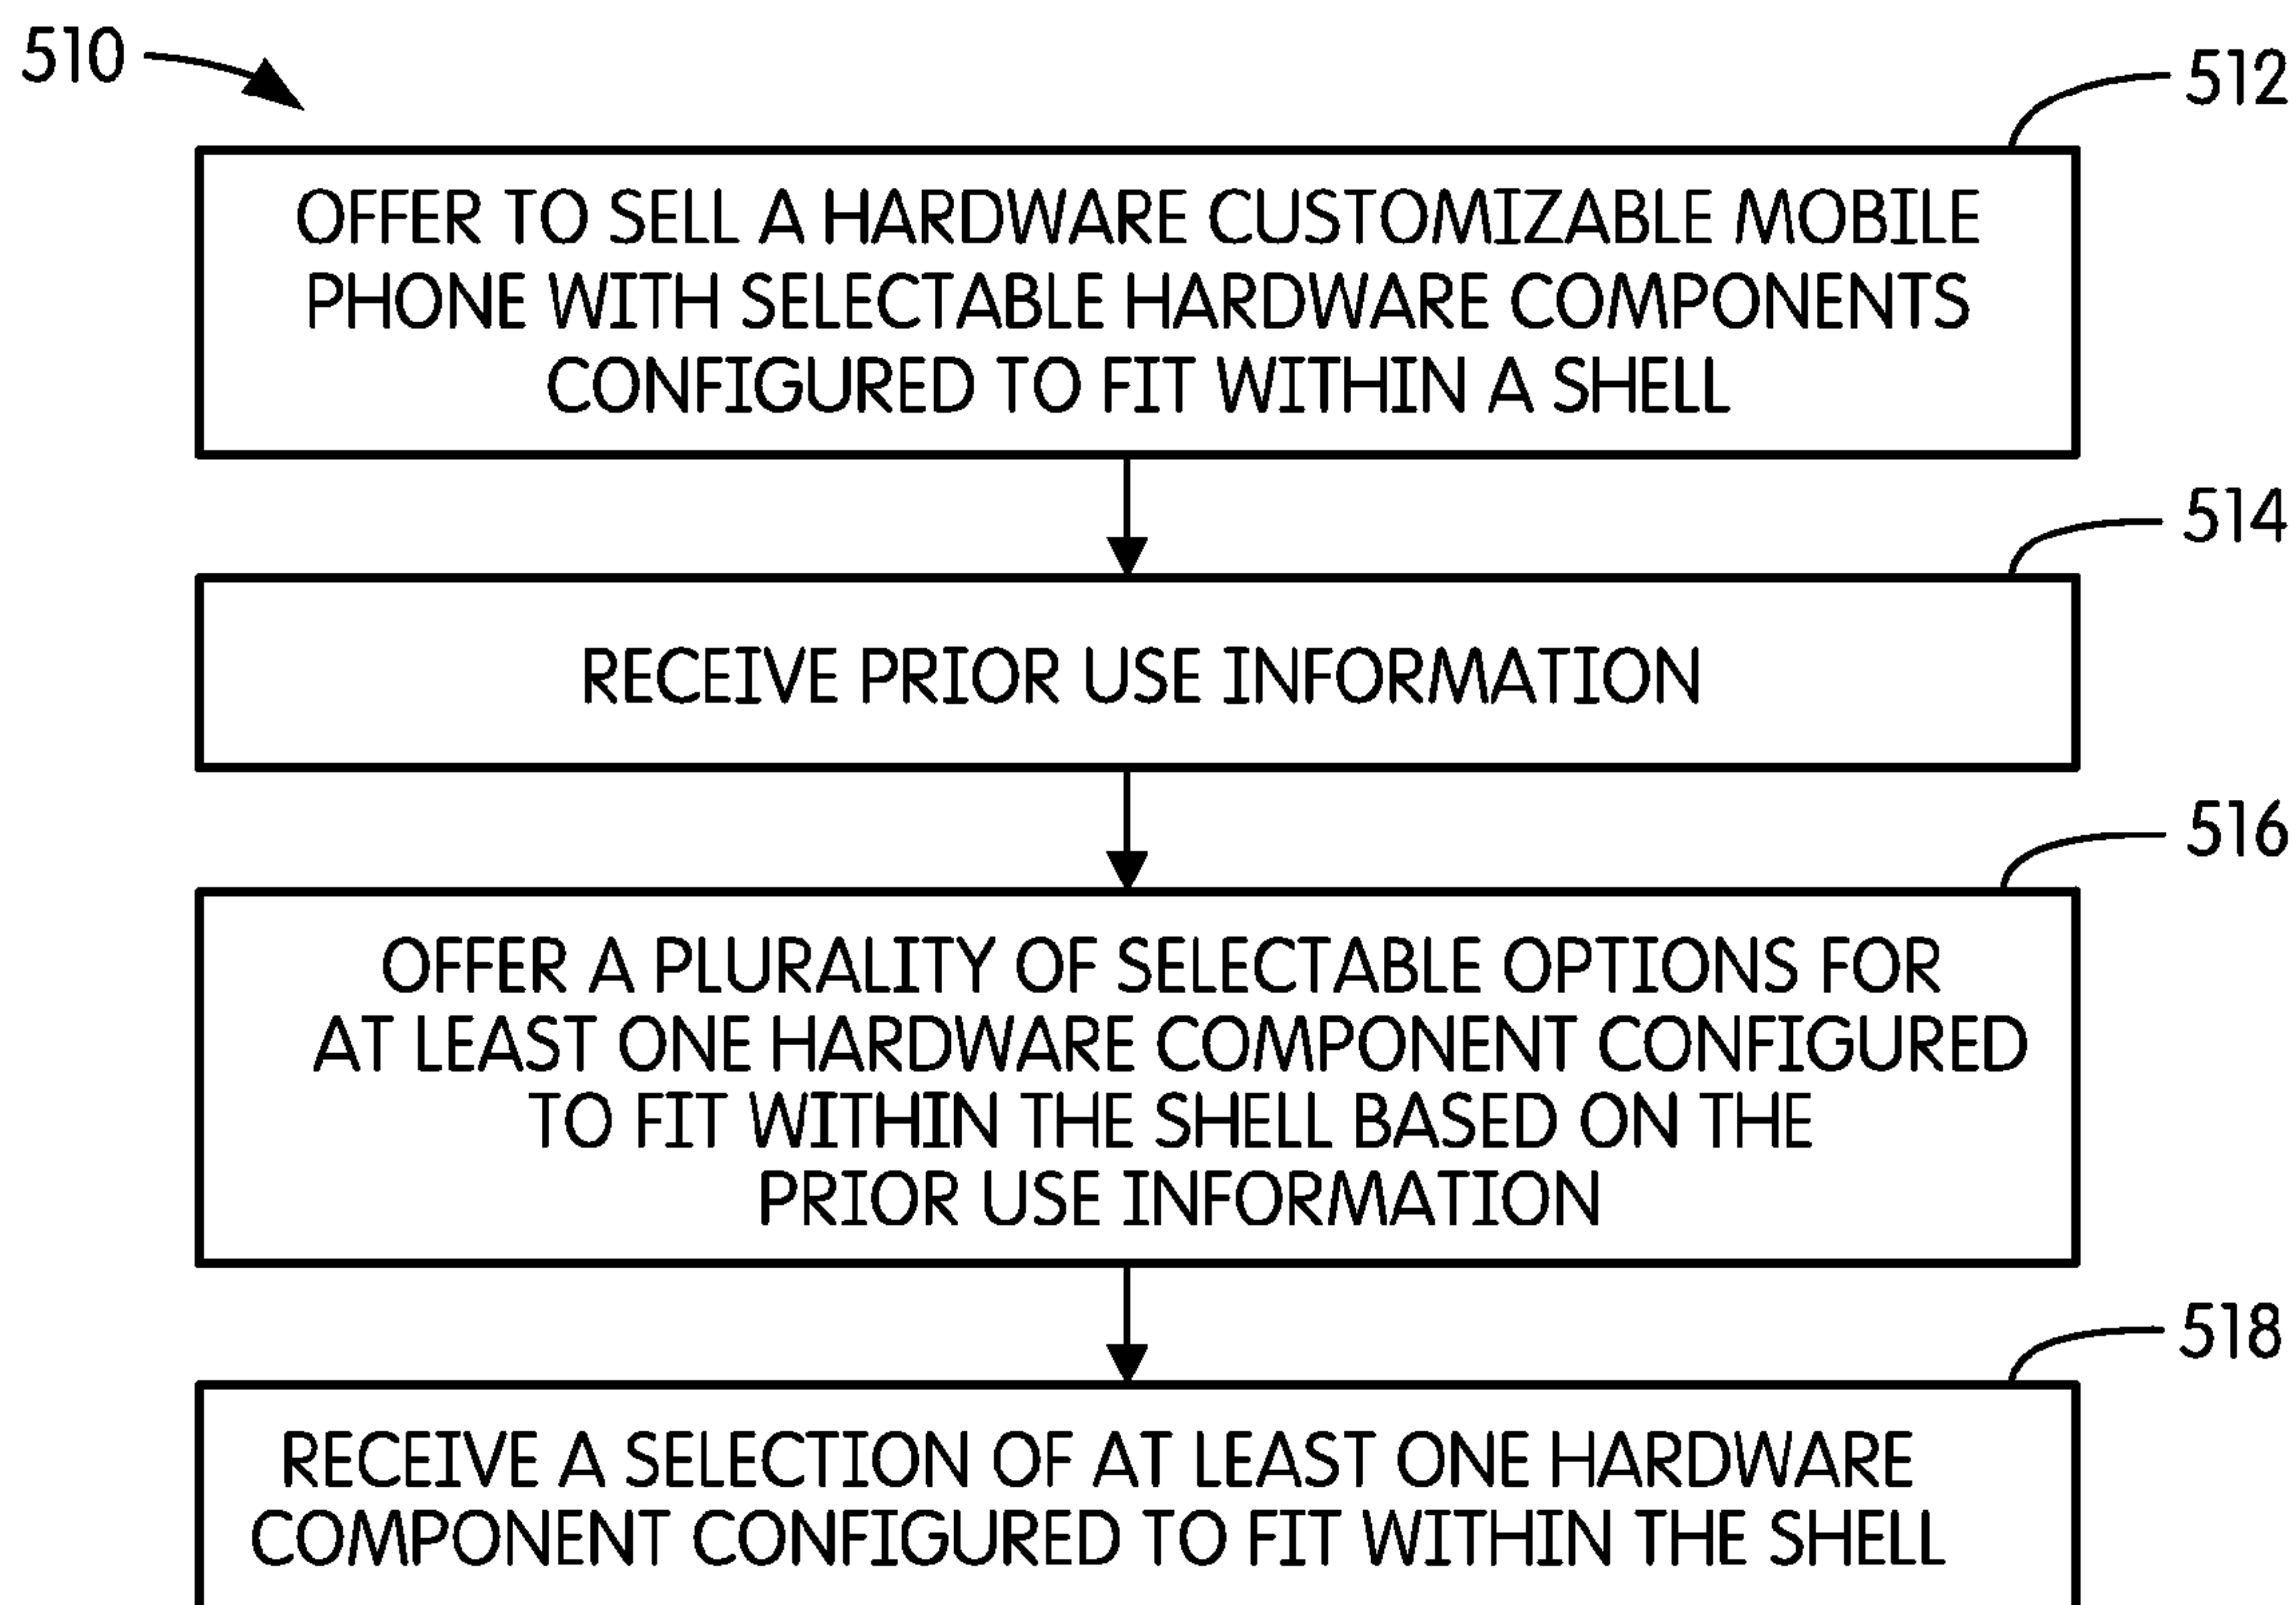 510
512
OFFER TO SELL A HARDWARE CUSTOMIZABLE MOBILE
PHONE WITH SELECTABLE HARDWARE COMPONENTS
CONFIGURED TO FIT WITHIN A SHELL
514
RECEIVE PRIOR USE INFORMATION
516
OFFER A PLURALITY OF SELECTABLE OPTIONS FOR
AT LEAST ONE HARDWARE COMPONENT CONFIGURED
TO FIT WITHIN THE SHELL BASED ON THE
PRIOR USE INFORMATION
518
RECEIVE A SELECTION OF AT LEAST ONE HARDWARE
COMPONENT CONFIGURED TO FIT WITHIN THE SHELL